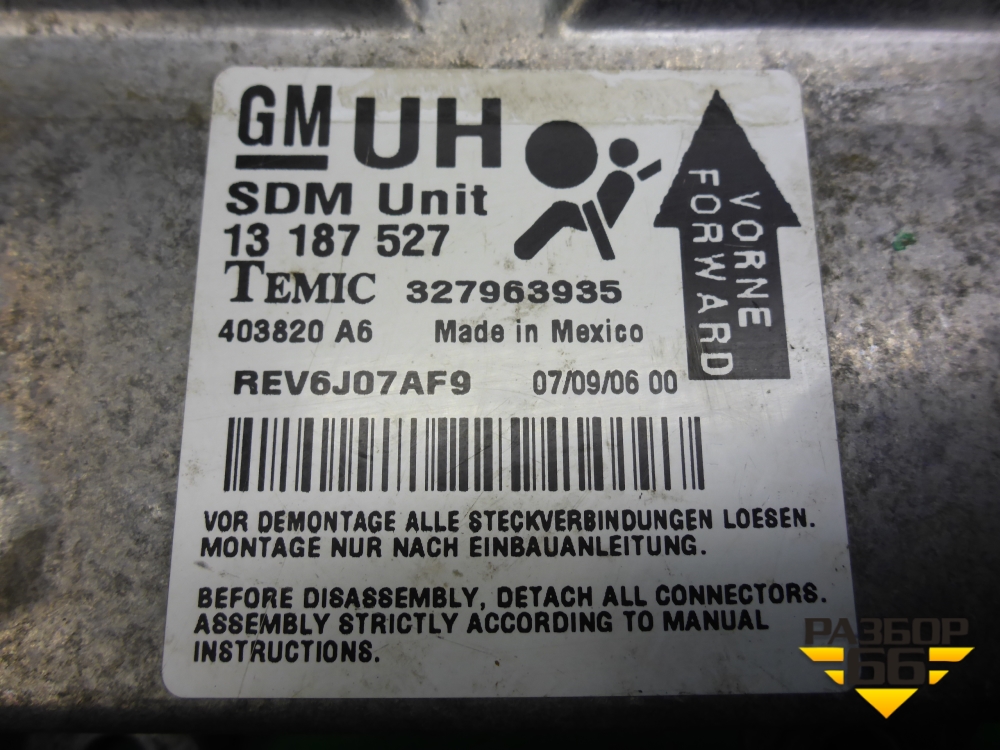 GM UH
SDM Unit
13 187 527
TEMIC 327963935
403820 A6 Made in Mexico
REV6J07AF9 07/09/06 00
VORNE
FORWARD
VOR DEMONTAGE ALLE STECKVERBINDUNGEN LOESEN.
MONTAGE NUR NACH EINBAUANLEITUNG.
BEFORE DISASSEMBLY, DETACH ALL CONNECTORS.
ASSEMBLY STRICTLY ACCORDING TO MANUAL
INSTRUCTIONS.
РАЗБОР
66